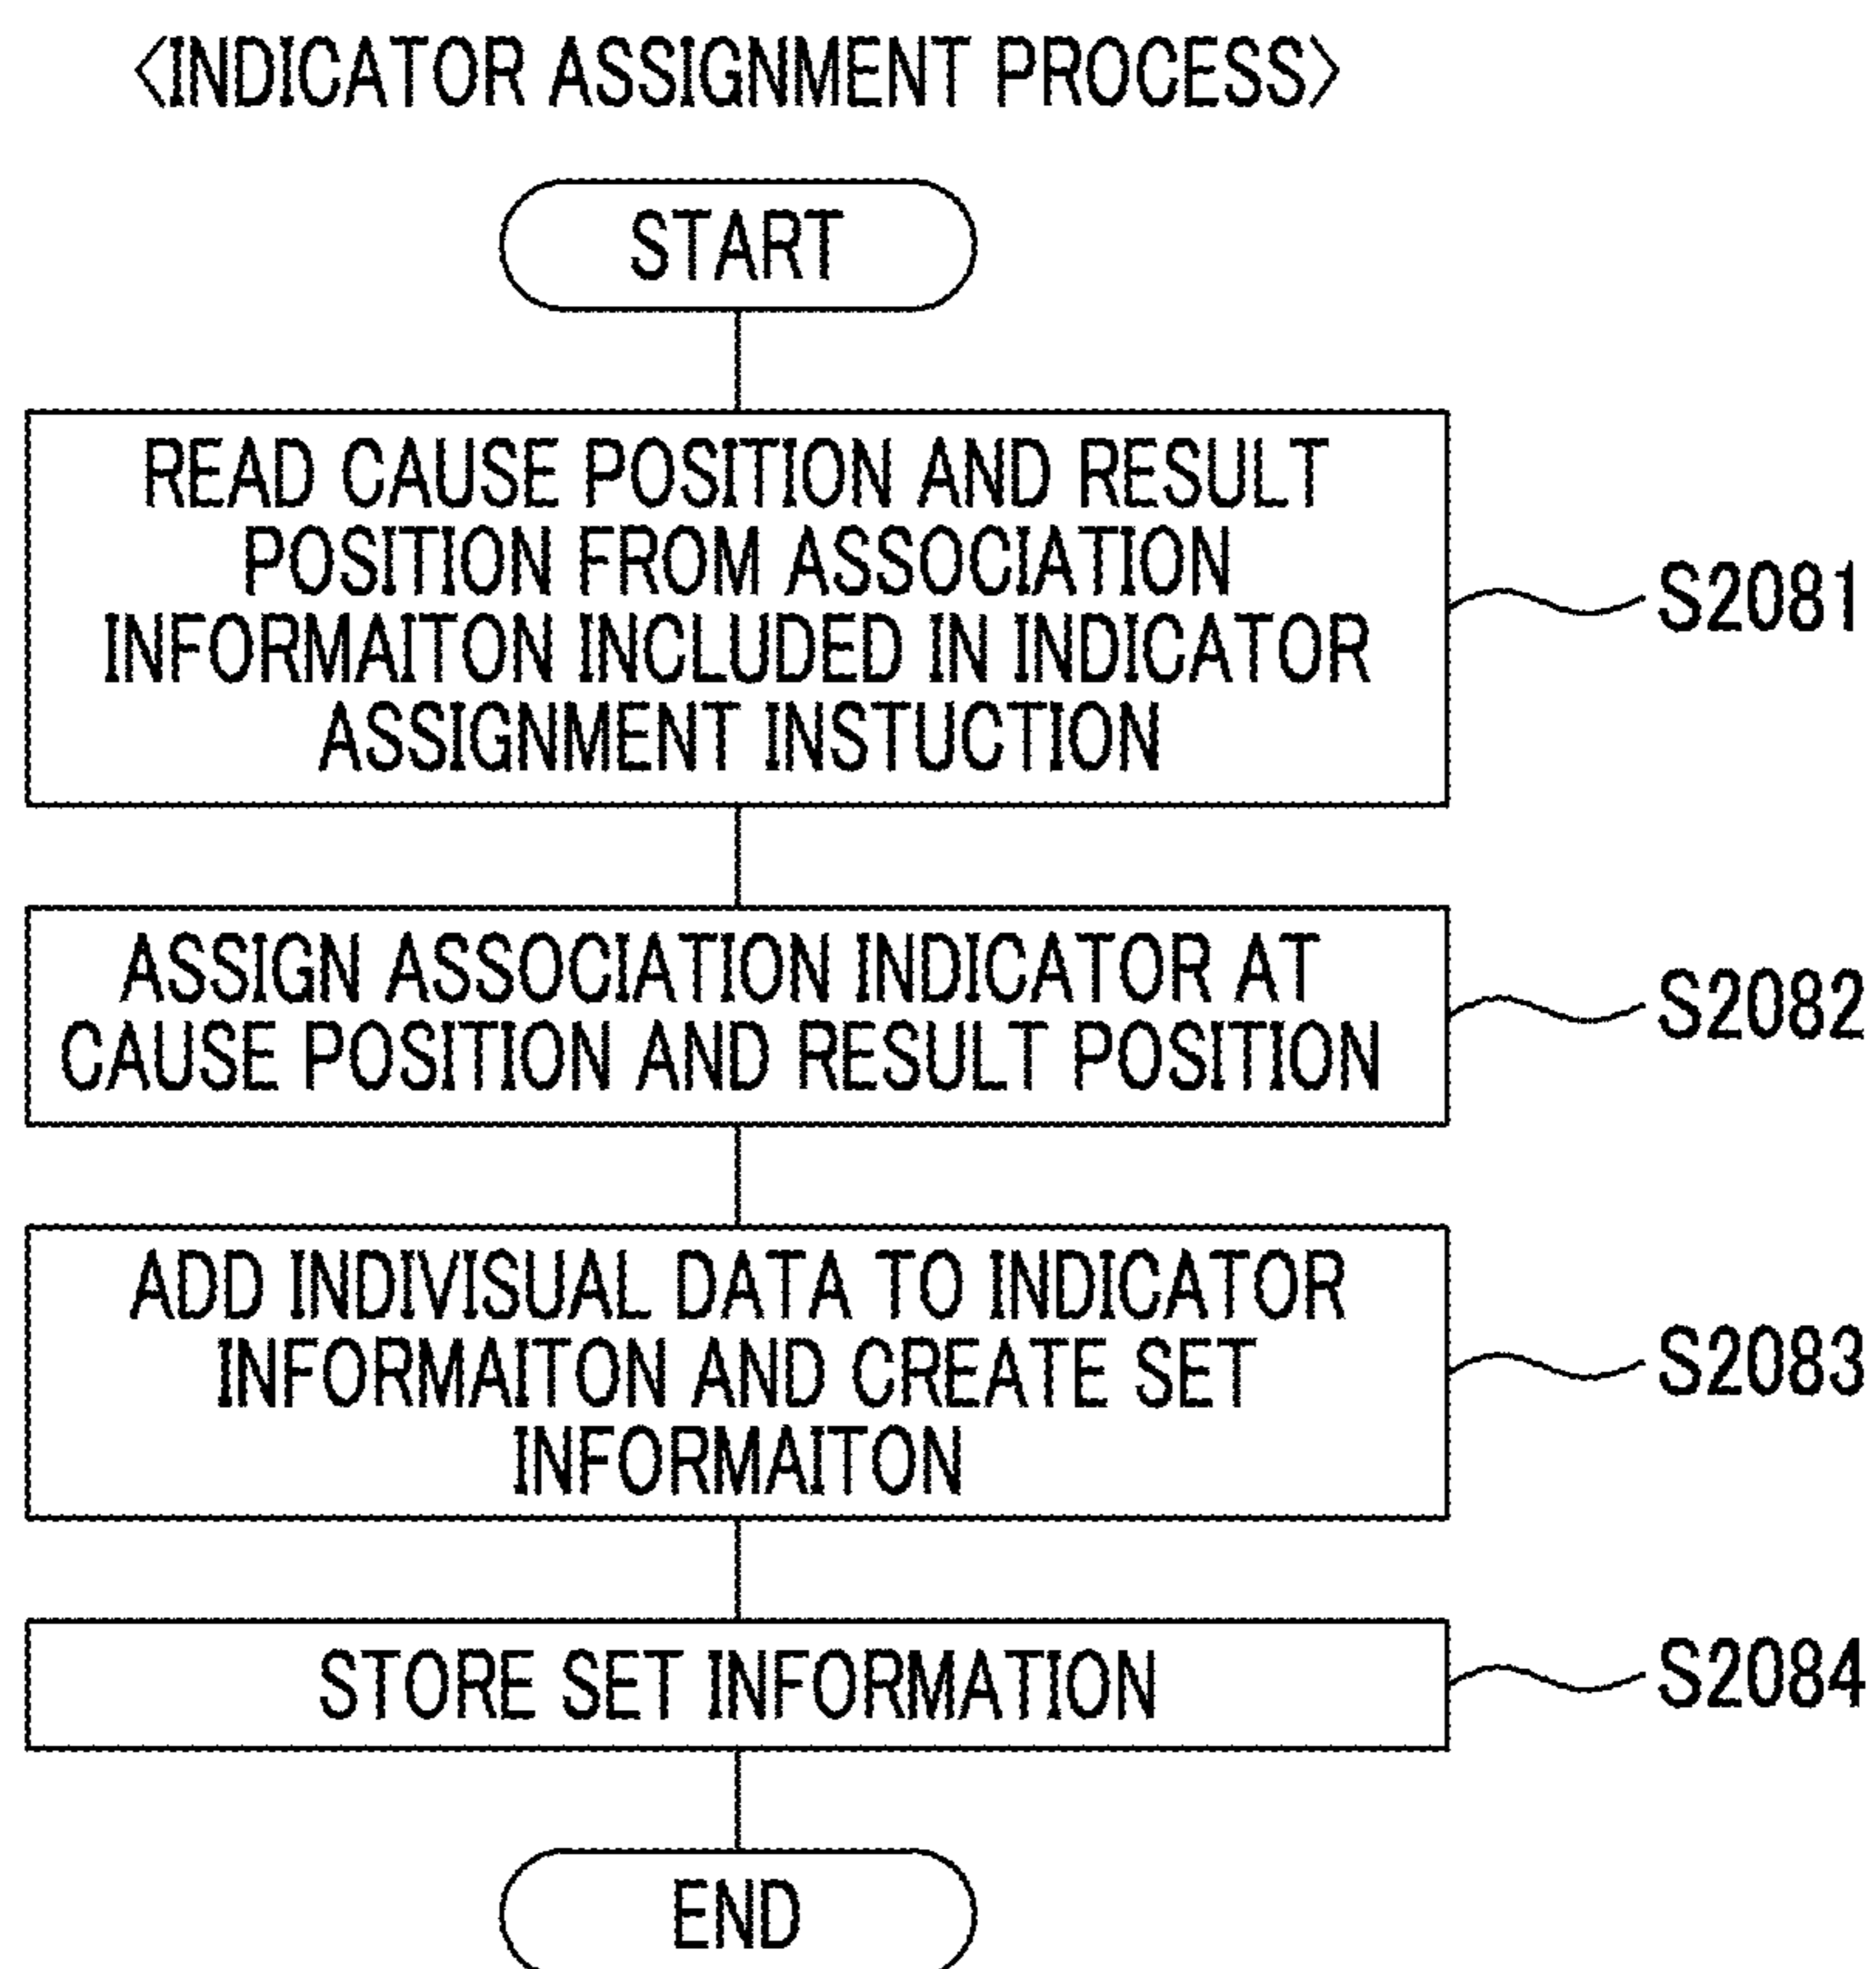 〈INDICATOR ASSIGNMENT PROCESS〉
START
READ CAUSE POSITION AND RESULT
POSITION FROM ASSOCIATION
INFORMAITON INCLUDED IN INDICATOR
ASSIGNMENT INSTUCTION
S2081
ASSIGN ASSOCIATION INDICATOR AT
CAUSE POSITION AND RESULT POSITION
S2082
ADD INDIVISUAL DATA TO INDICATOR
INFORMAITON AND CREATE SET
INFORMAITON
S2083
STORE SET INFORMATION
S2084
END